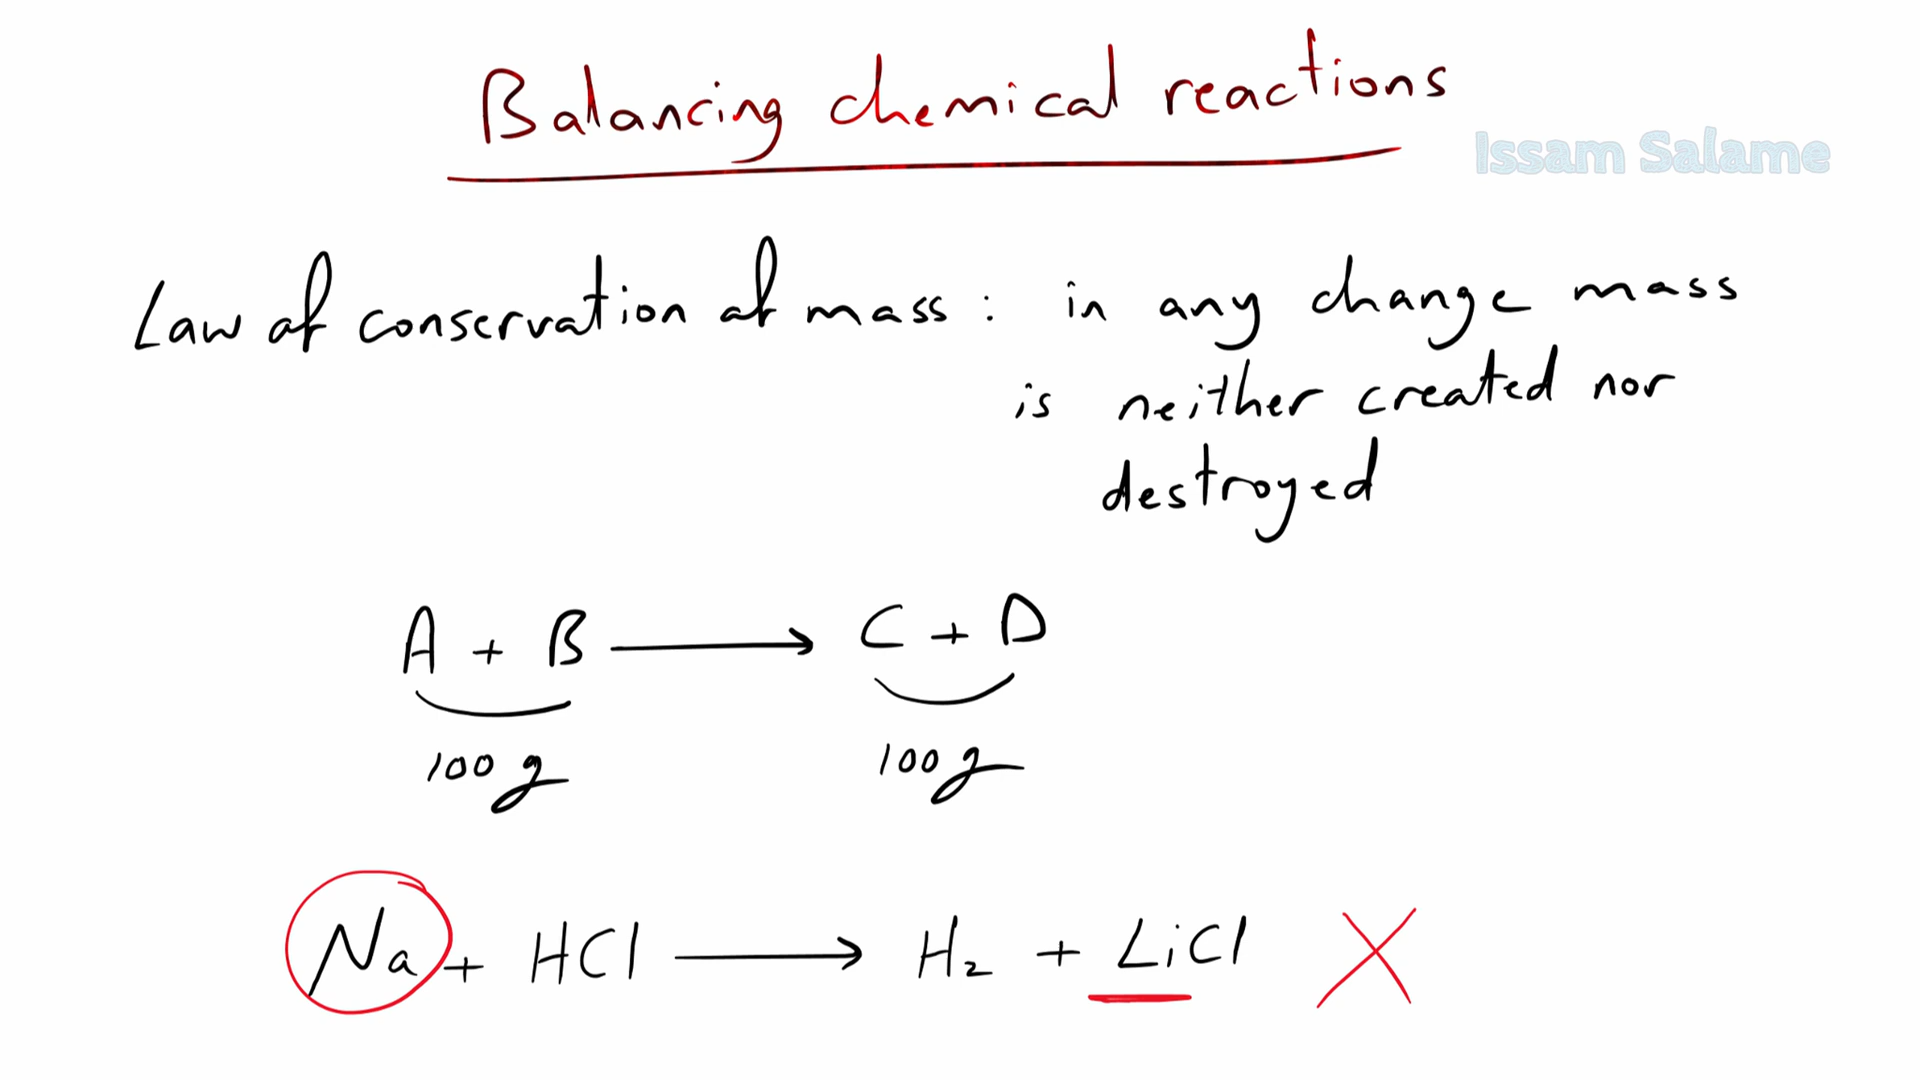 Balancing chemical reactions
Issam Salame
Law of conservation of mass : in any change mass
is neither created nor
destroyed
A + B ⟶ C + D
100 g 100 g
Na + HCl ⟶ H₂ + LiCl X